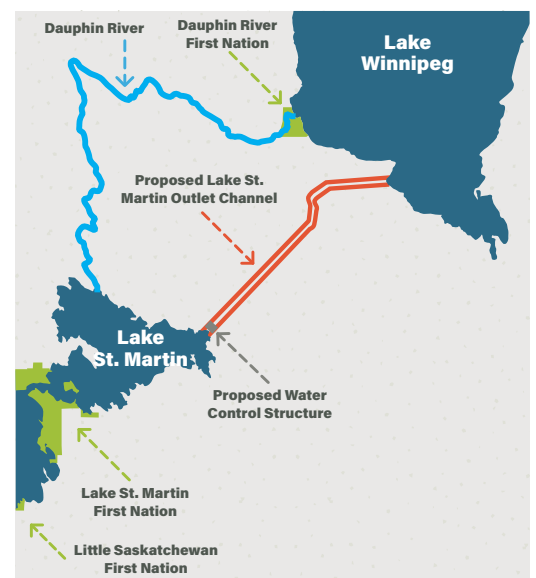 Dauphin River
Dauphin River
First Nation
Lake
Winnipeg
Proposed Lake St.
Martin Outlet Channel
Lake
St. Martin
Proposed Water
Control Structure
Lake St. Martin
First Nation
Little Saskatchewan
First Nation